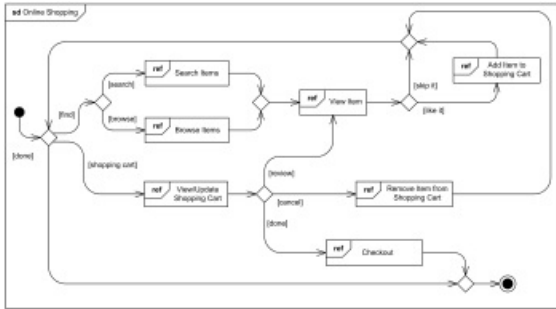 sd Online Shopping
ref
Search Items
ref
Add Item to
Shopping Cart
[search]
[skip it]
ref
View Item
[find]
[like it]
[browse]
ref
Browse Items
[done]
[shopping cart]
[review]
ref
View/Update
Shopping Cart
ref
Remove Item from
Shopping Cart
[cancel]
[done]
ref
Checkout